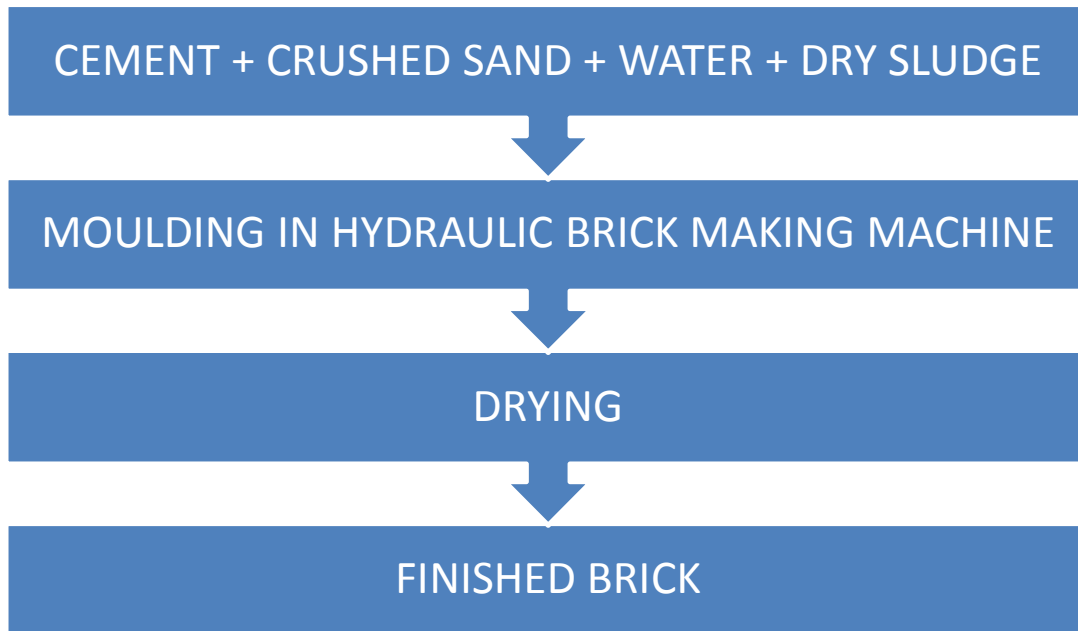 CEMENT + CRUSHED SAND + WATER + DRY SLUDGE
MOULDING IN HYDRAULIC BRICK MAKING MACHINE
DRYING
FINISHED BRICK